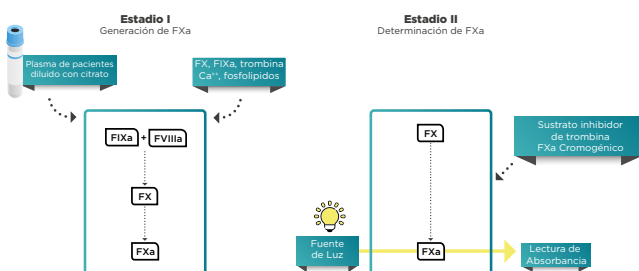 Estadio I
Generación de FXa
Plasma de pacientes
diluido con citrato
FX, FIXa, trombina
Ca⁺⁺, fosfolipidos
FIXa + FVIIIa
FX
FXa
Estadio II
Determinación de FXa
FX
Sustrato inhibidor
de trombina
FXa Cromogénico
Fuente
de Luz
FXa
Lectura de
Absorbancia